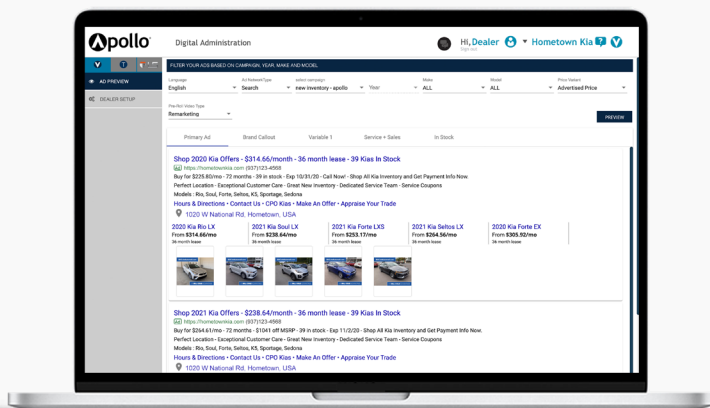 Apollo
Digital Administration
Hi, Dealer
Sign out
Hometown Kia
FILTER YOUR ADS BASED ON CAMPAIGN, YEAR, MAKE AND MODEL
AD PREVIEW
DEALER SETUP
Language
English
Ad NetworkType
Search
select campaign
new inventory - apollo
Year
Make
ALL
Model
ALL
Price Variant
Advertised Price
Pre Roll Video Type
Remarketing
PREVIEW
Primary Ad
Brand Callout
Variable 1
Service + Sales
In Stock
Shop 2020 Kia Offers - $314.66/month - 36 month lease - 39 Kias In Stock
Ad https://hometownkia.com (937)123-4568
Buy for $225.80/mo - 72 months - 39 in stock - Exp 10/31/20 - Call Now! - Shop All Kia Inventory and Get Payment Info Now.
Perfect Location - Exceptional Customer Care - Great New Inventory - Dedicated Service Team - Service Coupons
Models : Rio, Soul, Forte, Seltos, K5, Sportage, Sedona
Hours & Directions • Contact Us • CPO Kias • Make An Offer • Appraise Your Trade
1020 W National Rd, Hometown, USA
2020 Kia Rio LX
From $314.66/mo
36 month lease
2021 Kia Soul LX
From $238.64/mo
36 month lease
2021 Kia Forte LXS
From $253.17/mo
36 month lease
2021 Kia Seltos LX
From $264.56/mo
36 month lease
2020 Kia Forte EX
From $305.92/mo
36 month lease
Shop 2021 Kia Offers - $238.64/month - 36 month lease - 39 Kias In Stock
Ad https://hometownkia.com (937)123-4568
Buy for $264.61/mo - 72 months - $1041 off MSRP - 39 in stock - Exp 11/2/20 - Shop All Kia Inventory and Get Payment Info Now.
Perfect Location - Exceptional Customer Care - Great New Inventory - Dedicated Service Team - Service Coupons
Models : Rio, Soul, Forte, Seltos, K5, Sportage, Sedona
Hours & Directions • Contact Us • CPO Kias • Make An Offer • Appraise Your Trade
1020 W National Rd, Hometown, USA